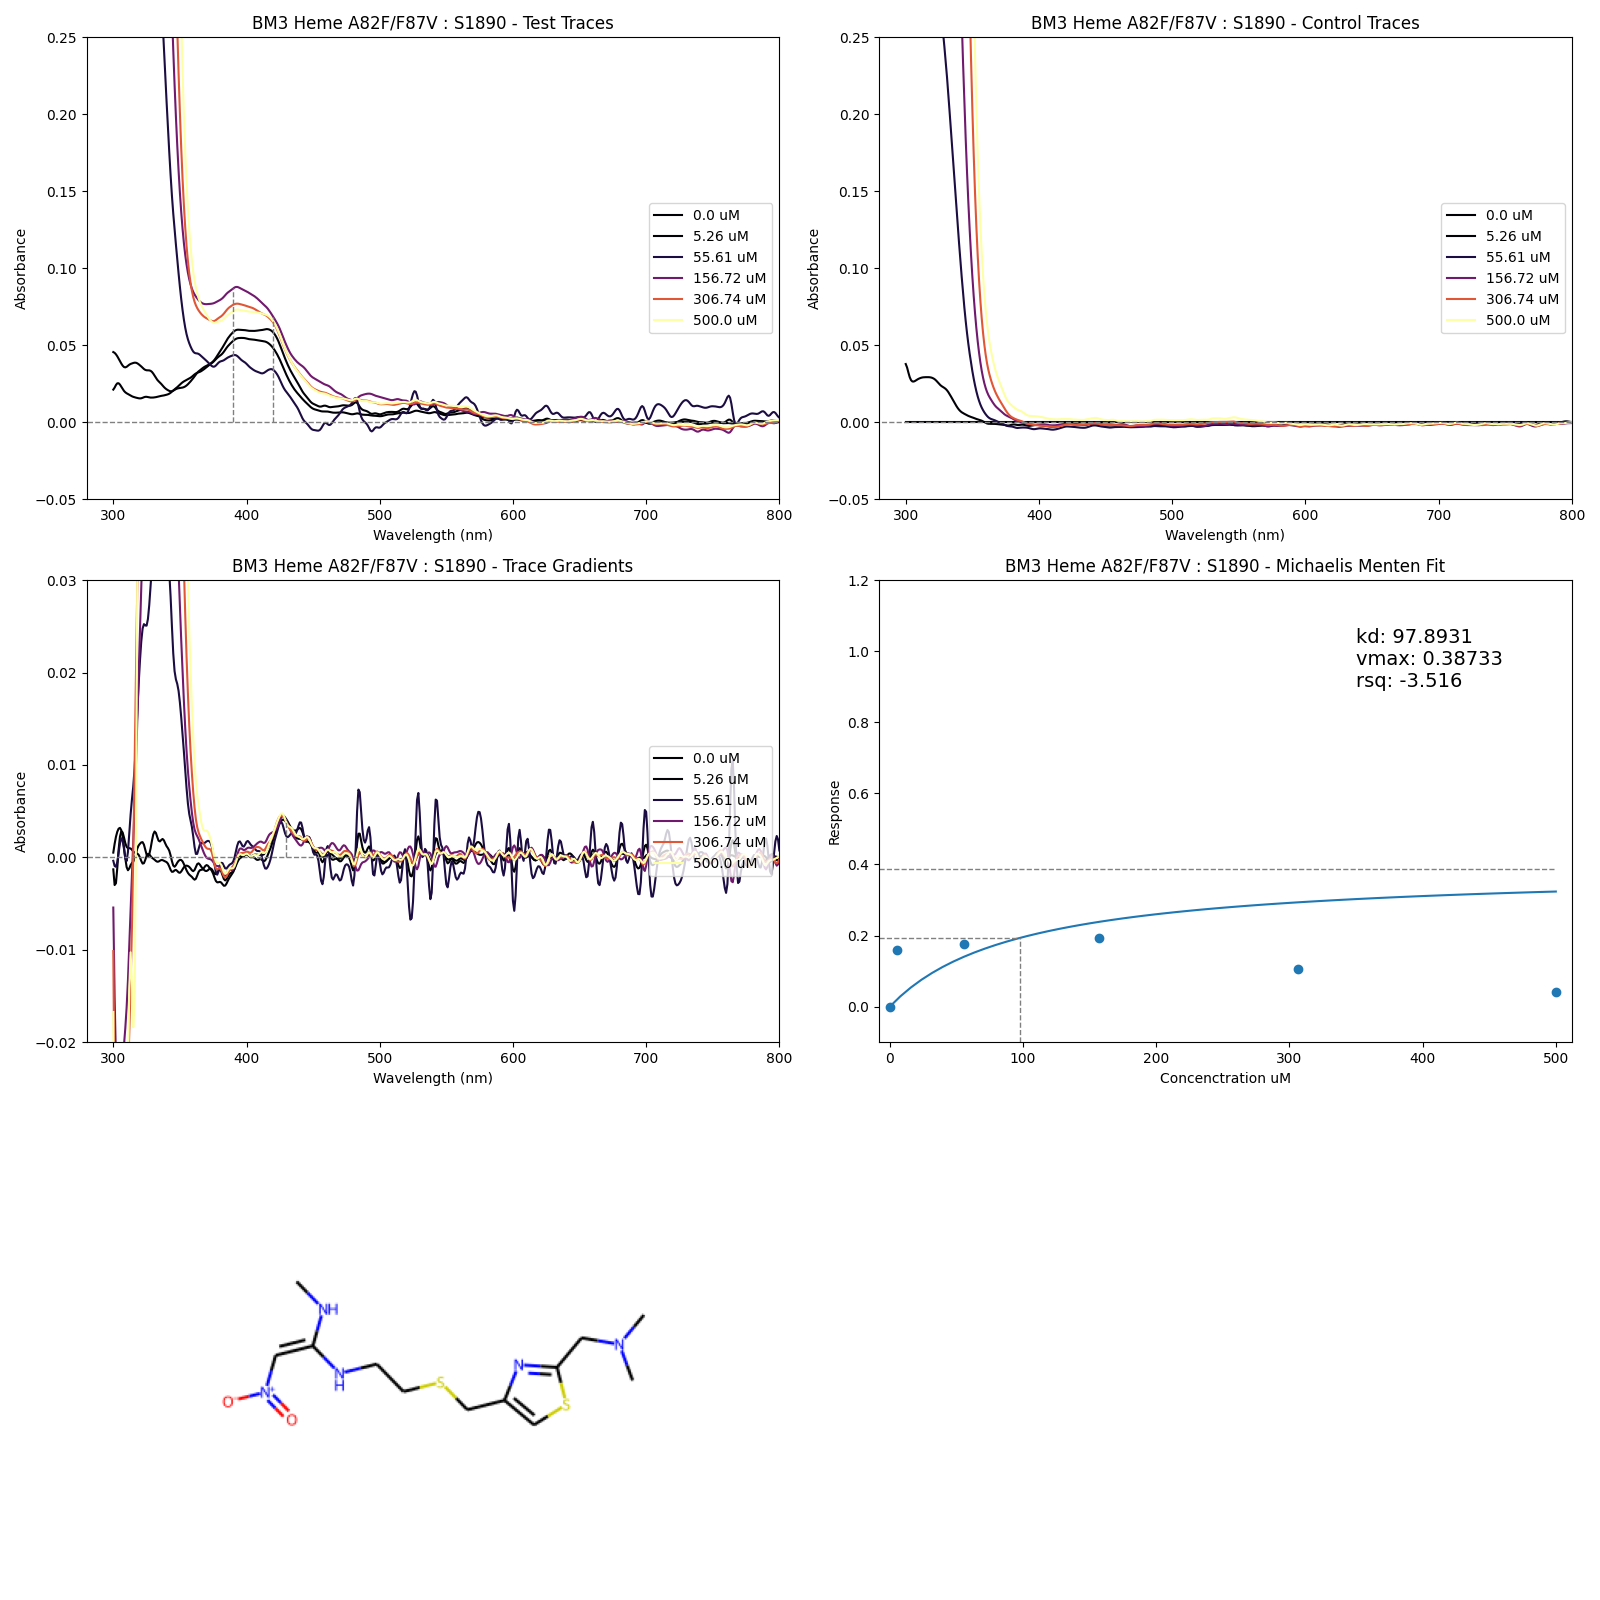 BM3 Heme A82F/F87V : S1890 - Test Traces
0.25
0.20
0.15
0.10
0.05
0.00
−0.05
Absorbance
0.0 uM
5.26 uM
55.61 uM
156.72 uM
306.74 uM
500.0 uM
300 400 500 600 700 800
Wavelength (nm)
BM3 Heme A82F/F87V : S1890 - Control Traces
0.25
0.20
0.15
0.10
0.05
0.00
−0.05
Absorbance
0.0 uM
5.26 uM
55.61 uM
156.72 uM
306.74 uM
500.0 uM
300 400 500 600 700 800
Wavelength (nm)
BM3 Heme A82F/F87V : S1890 - Trace Gradients
0.03
0.02
0.01
0.00
−0.01
−0.02
Absorbance
0.0 uM
5.26 uM
55.61 uM
156.72 uM
306.74 uM
500.0 uM
300 400 500 600 700 800
Wavelength (nm)
BM3 Heme A82F/F87V : S1890 - Michaelis Menten Fit
1.2
1.0
0.8
0.6
0.4
0.2
0.0
Response
kd: 97.8931
vmax: 0.38733
rsq: -3.516
0 100 200 300 400 500
Concenctration uM
NH
N
H
N+
O-
O
S
N
S
N